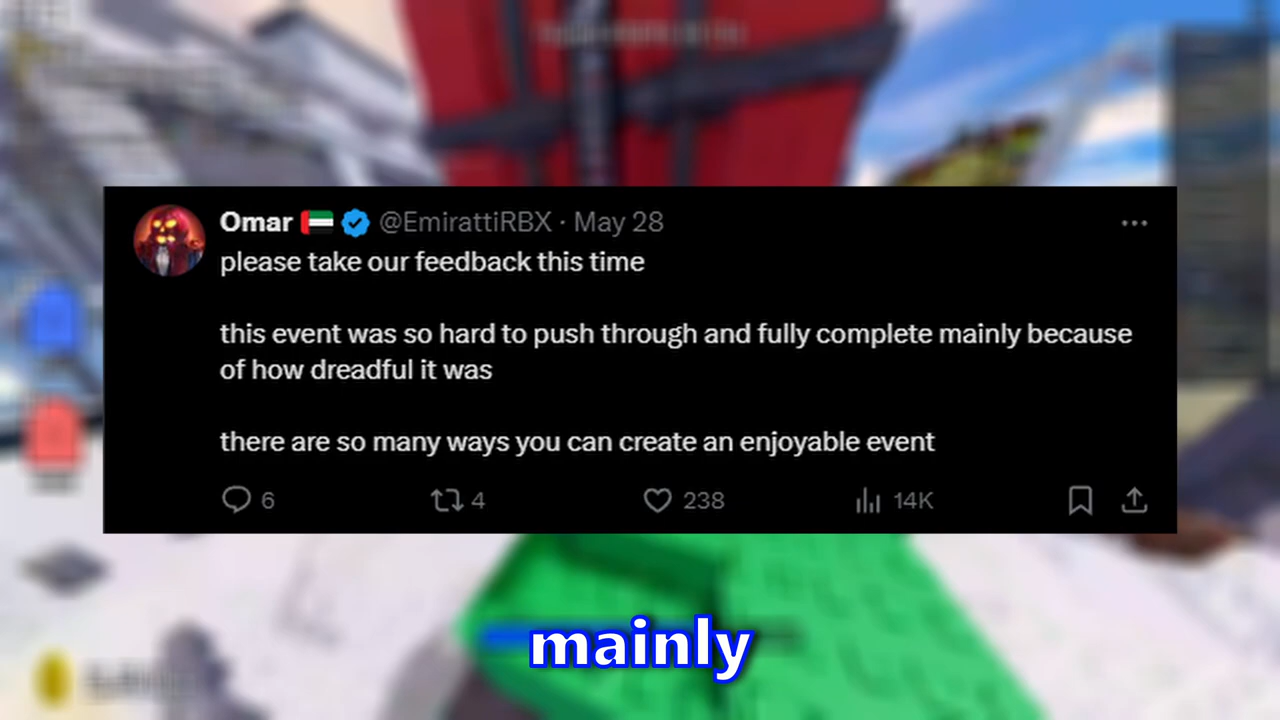 Omar @EmirattiRBX · May 28
please take our feedback this time
this event was so hard to push through and fully complete mainly because
of how dreadful it was
there are so many ways you can create an enjoyable event
6 4 238 14K
mainly